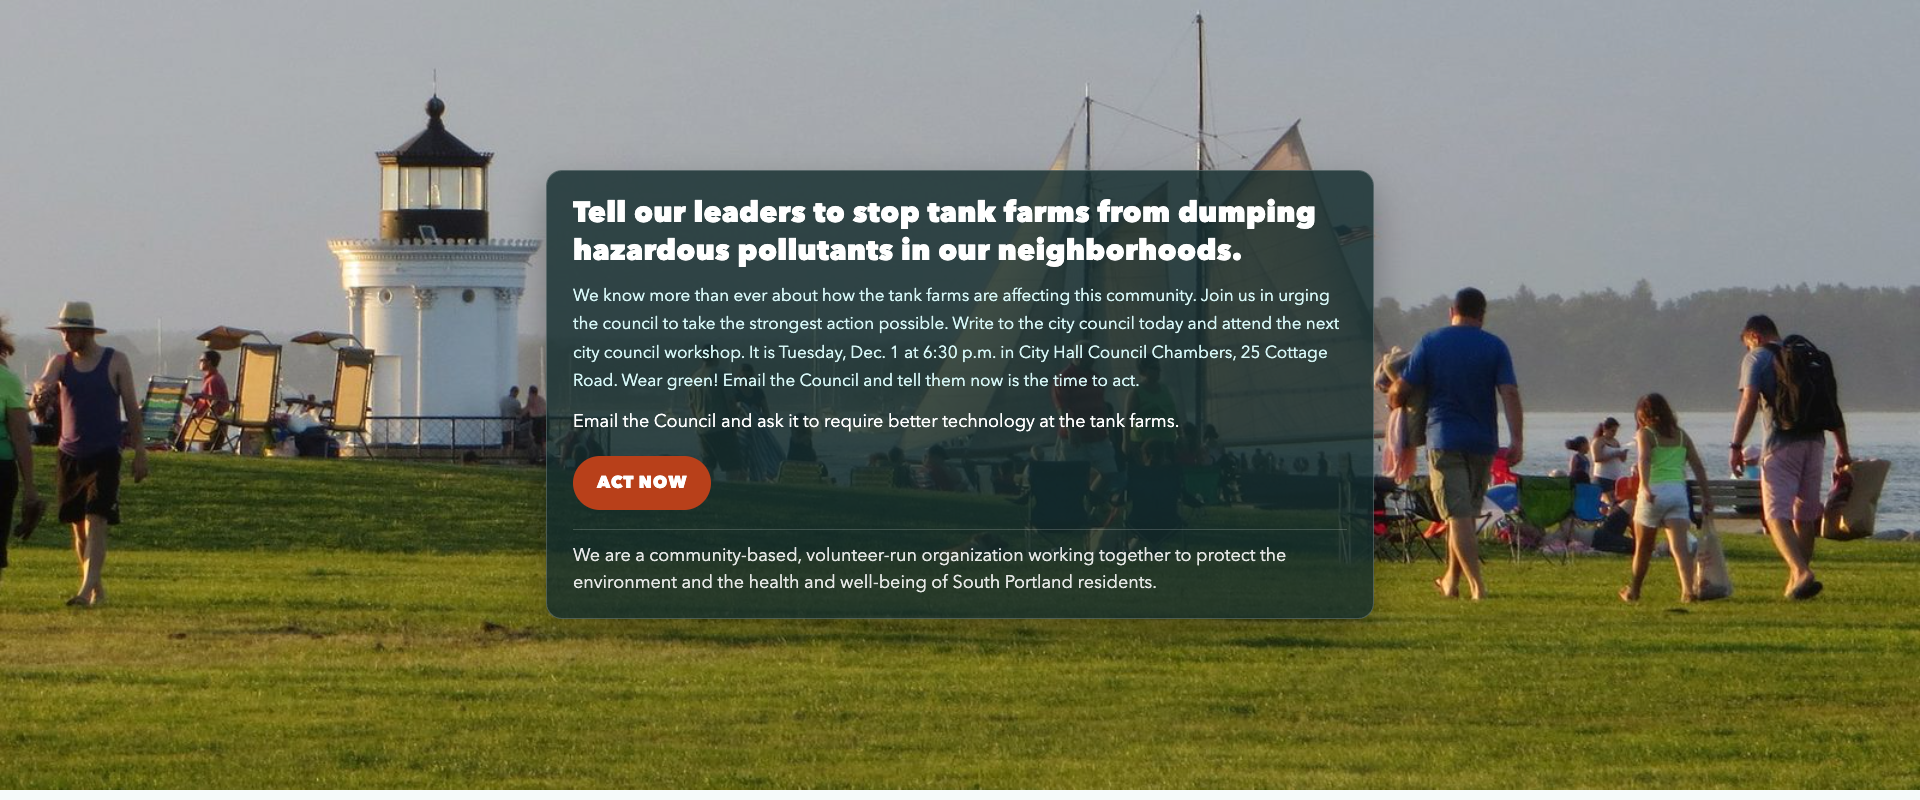 Tell our leaders to stop tank farms from dumping
hazardous pollutants in our neighborhoods.
We know more than ever about how the tank farms are affecting this community. Join us in urging
the council to take the strongest action possible. Write to the city council today and attend the next
city council workshop. It is Tuesday, Dec. 1 at 6:30 p.m. in City Hall Council Chambers, 25 Cottage
Road. Wear green! Email the Council and tell them now is the time to act.
Email the Council and ask it to require better technology at the tank farms.
ACT NOW
We are a community-based, volunteer-run organization working together to protect the
environment and the health and well-being of South Portland residents.